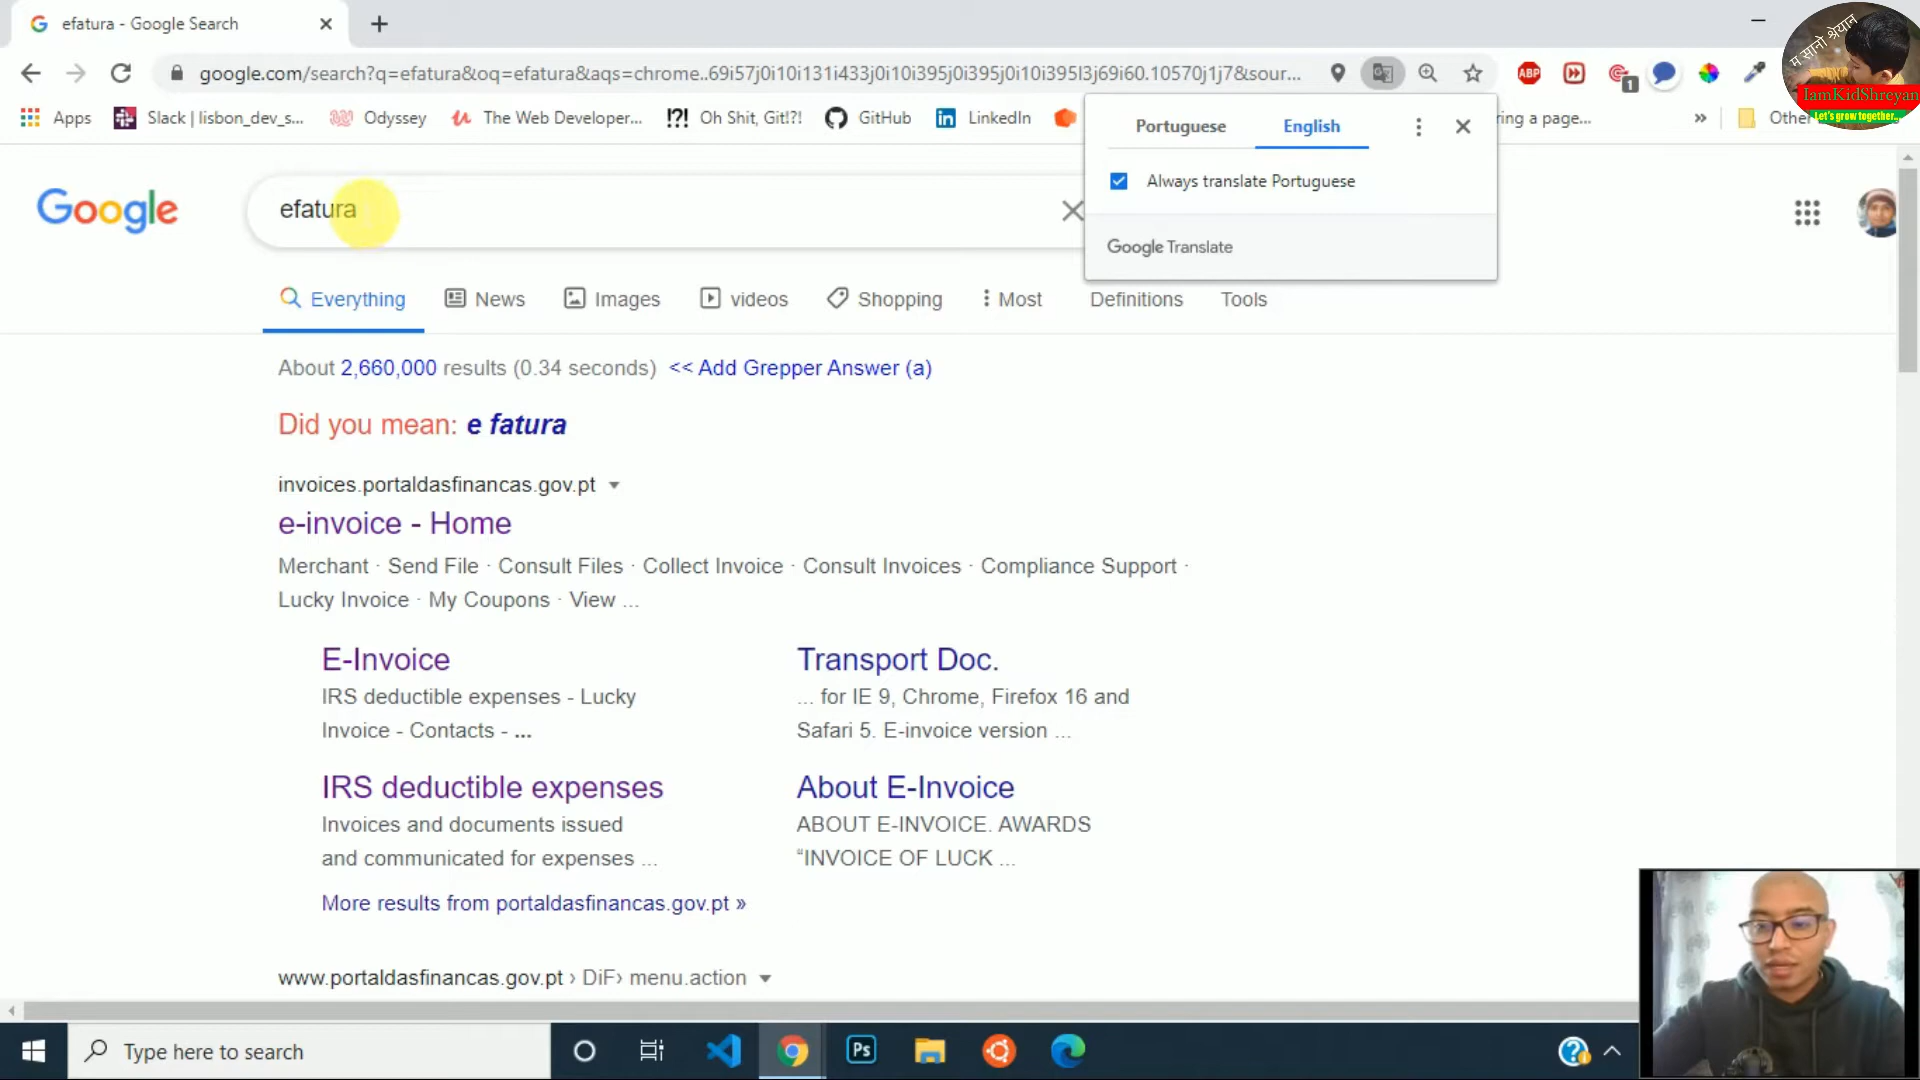 efatura - Google Search
google.com/search?q=efatura&oq=efatura&aqs=chrome..69i57j0i10i131i433j0i10i395j0i395j0i10i395l3j69i60.10570j1j7&sour...
ABP
1
म सानो श्रेयान
IamKidShreyan
Let's grow together..
Apps
Slack | lisbon_dev_s...
Odyssey
The Web Developer...
!?! Oh Shit, Git!?!
GitHub
LinkedIn
ring a page...
»
Other
Portuguese
English
Always translate Portuguese
Google Translate
Google
efatura
Everything
News
Images
videos
Shopping
Most
Definitions
Tools
About 2,660,000 results (0.34 seconds) << Add Grepper Answer (a)
Did you mean: e fatura
invoices.portaldasfinancas.gov.pt
e-invoice - Home
Merchant · Send File · Consult Files · Collect Invoice · Consult Invoices · Compliance Support ·
Lucky Invoice · My Coupons · View ...
E-Invoice
IRS deductible expenses - Lucky
Invoice - Contacts - ...
Transport Doc.
... for IE 9, Chrome, Firefox 16 and
Safari 5. E-invoice version ...
IRS deductible expenses
Invoices and documents issued
and communicated for expenses ...
About E-Invoice
ABOUT E-INVOICE. AWARDS
“INVOICE OF LUCK ...
More results from portaldasfinancas.gov.pt »
www.portaldasfinancas.gov.pt › DiF› menu.action
Type here to search
Ps